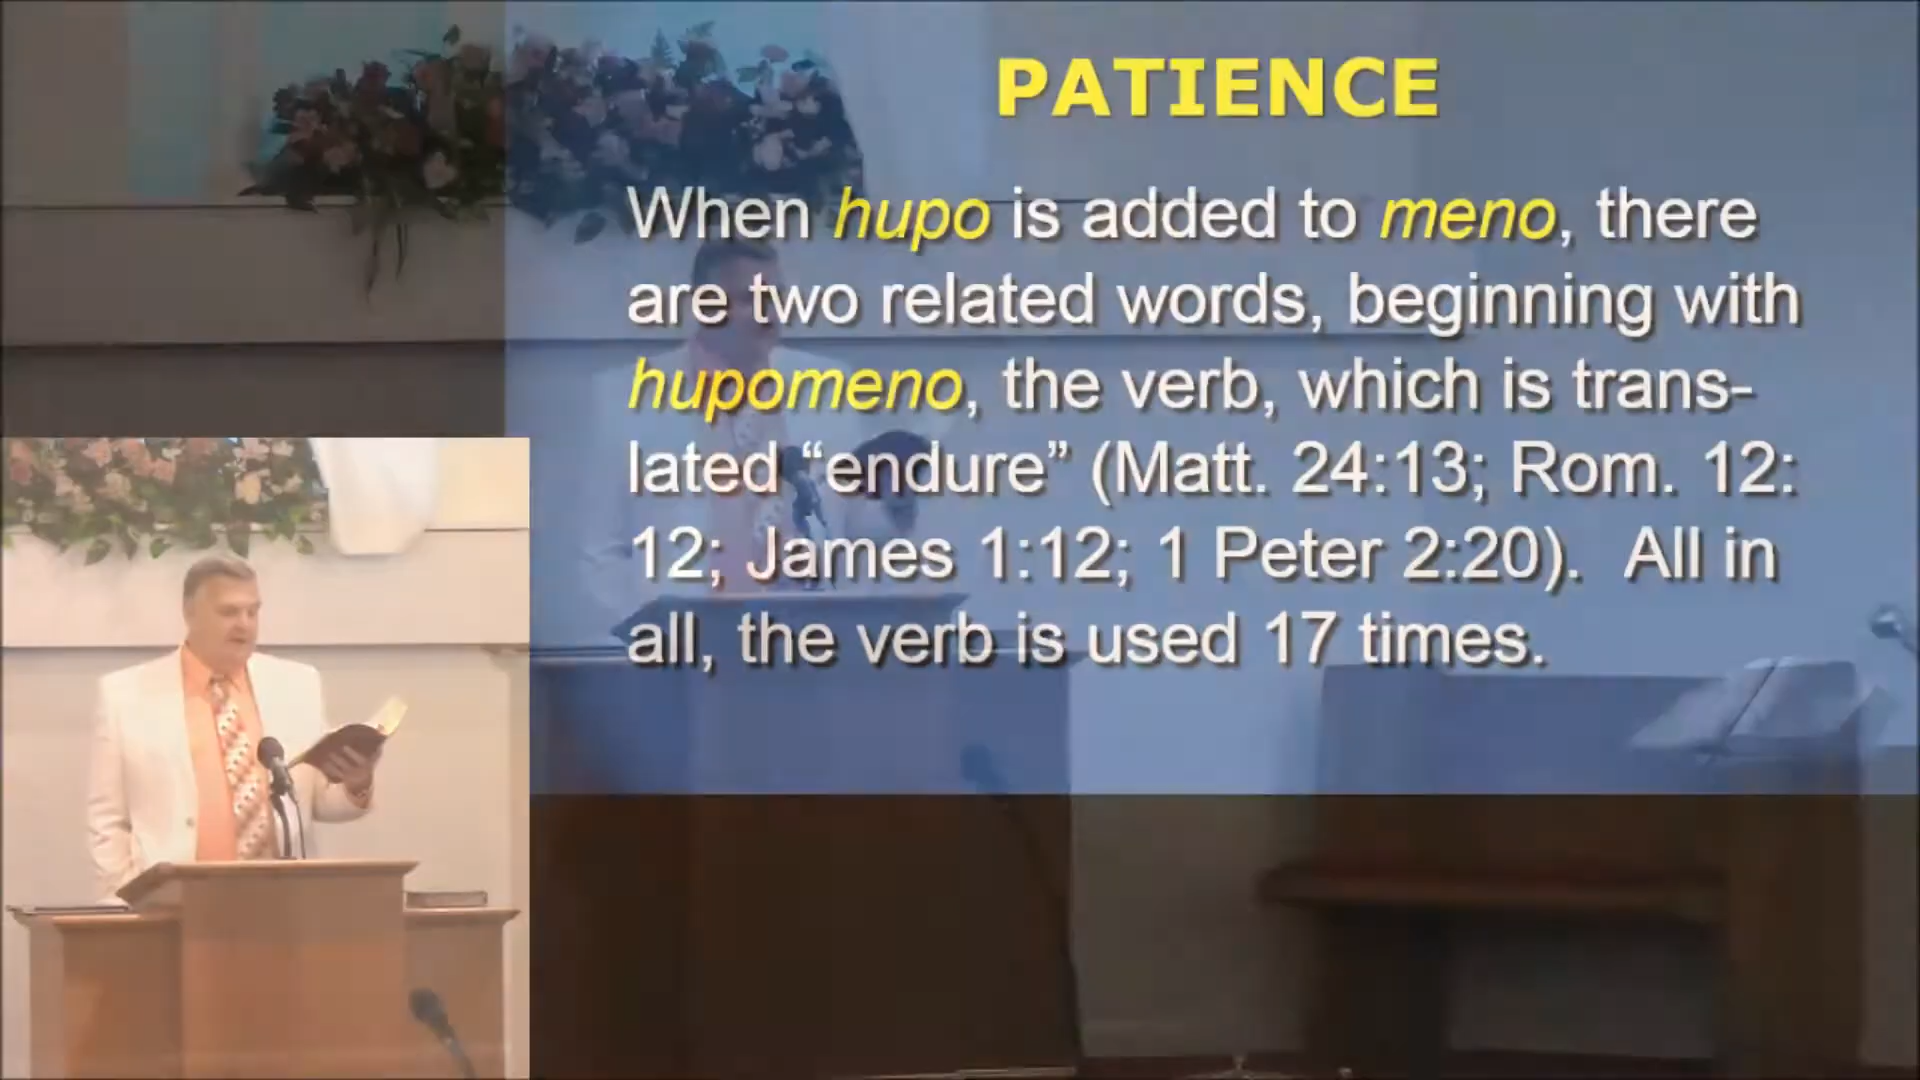 PATIENCE
When hupo is added to meno, there
are two related words, beginning with
hupomeno, the verb, which is trans-
lated “endure” (Matt. 24:13; Rom. 12:
12; James 1:12; 1 Peter 2:20).  All in
all, the verb is used 17 times.